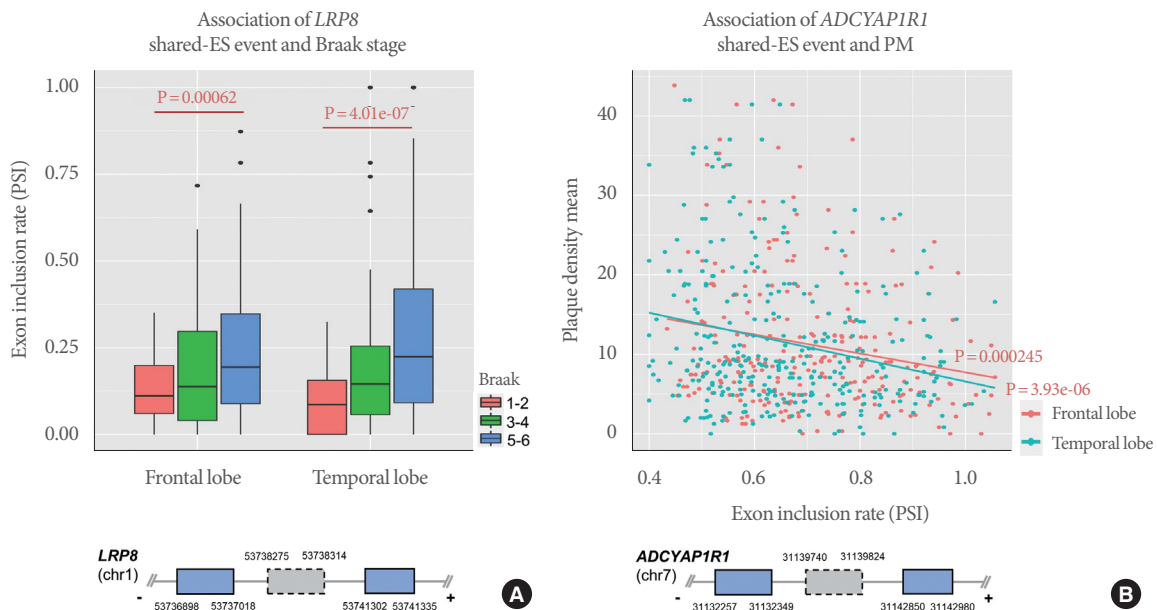 Association of LRP8
shared-ES event and Braak stage
Exon inclusion rate (PSI)
1.00
0.75
0.50
0.25
0.00
P = 0.00062
P = 4.01e-07
Frontal lobe
Temporal lobe
Braak
1-2
3-4
5-6
LRP8
(chr1)
53738275 53738314
- +
53736898 53737018 53741302 53741335
A
Association of ADCYAP1R1
shared-ES event and PM
Plaque density mean
40
30
20
10
0
P = 0.000245
P = 3.93e-06
Frontal lobe
Temporal lobe
0.4 0.6 0.8 1.0
Exon inclusion rate (PSI)
ADCYAP1R1
(chr7)
31139740 31139824
- +
31132257 31132349 31142850 31142980
B